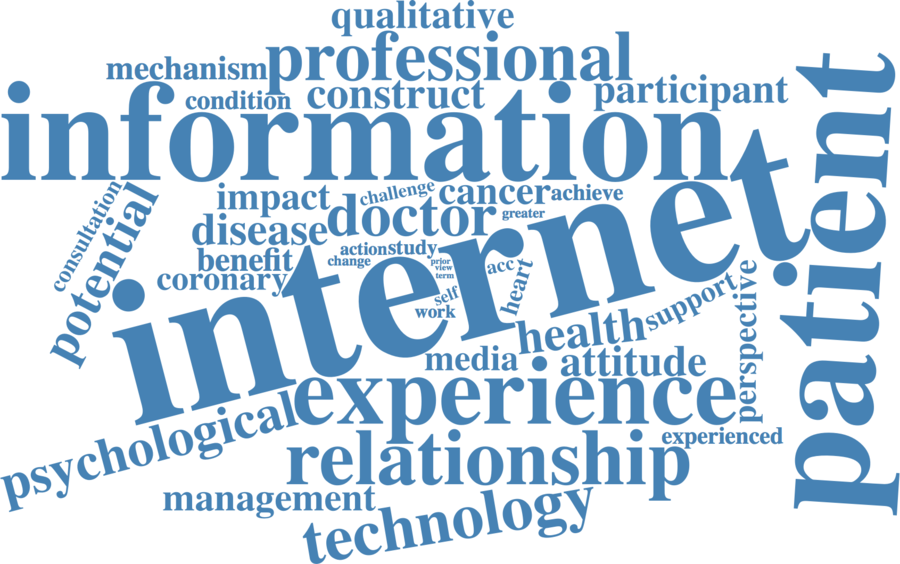 qualitative
professional
mechanism
condition
construct
participant
information
patient
consultation
potential
impact
challenge
cancer
achieve
doctor
greater
disease
action
study
benefit
change
prior
view
term
acc
coronary
internet
self
work
heart
support
health
perspective
media
attitude
experience
psychological
experienced
relationship
management
technology